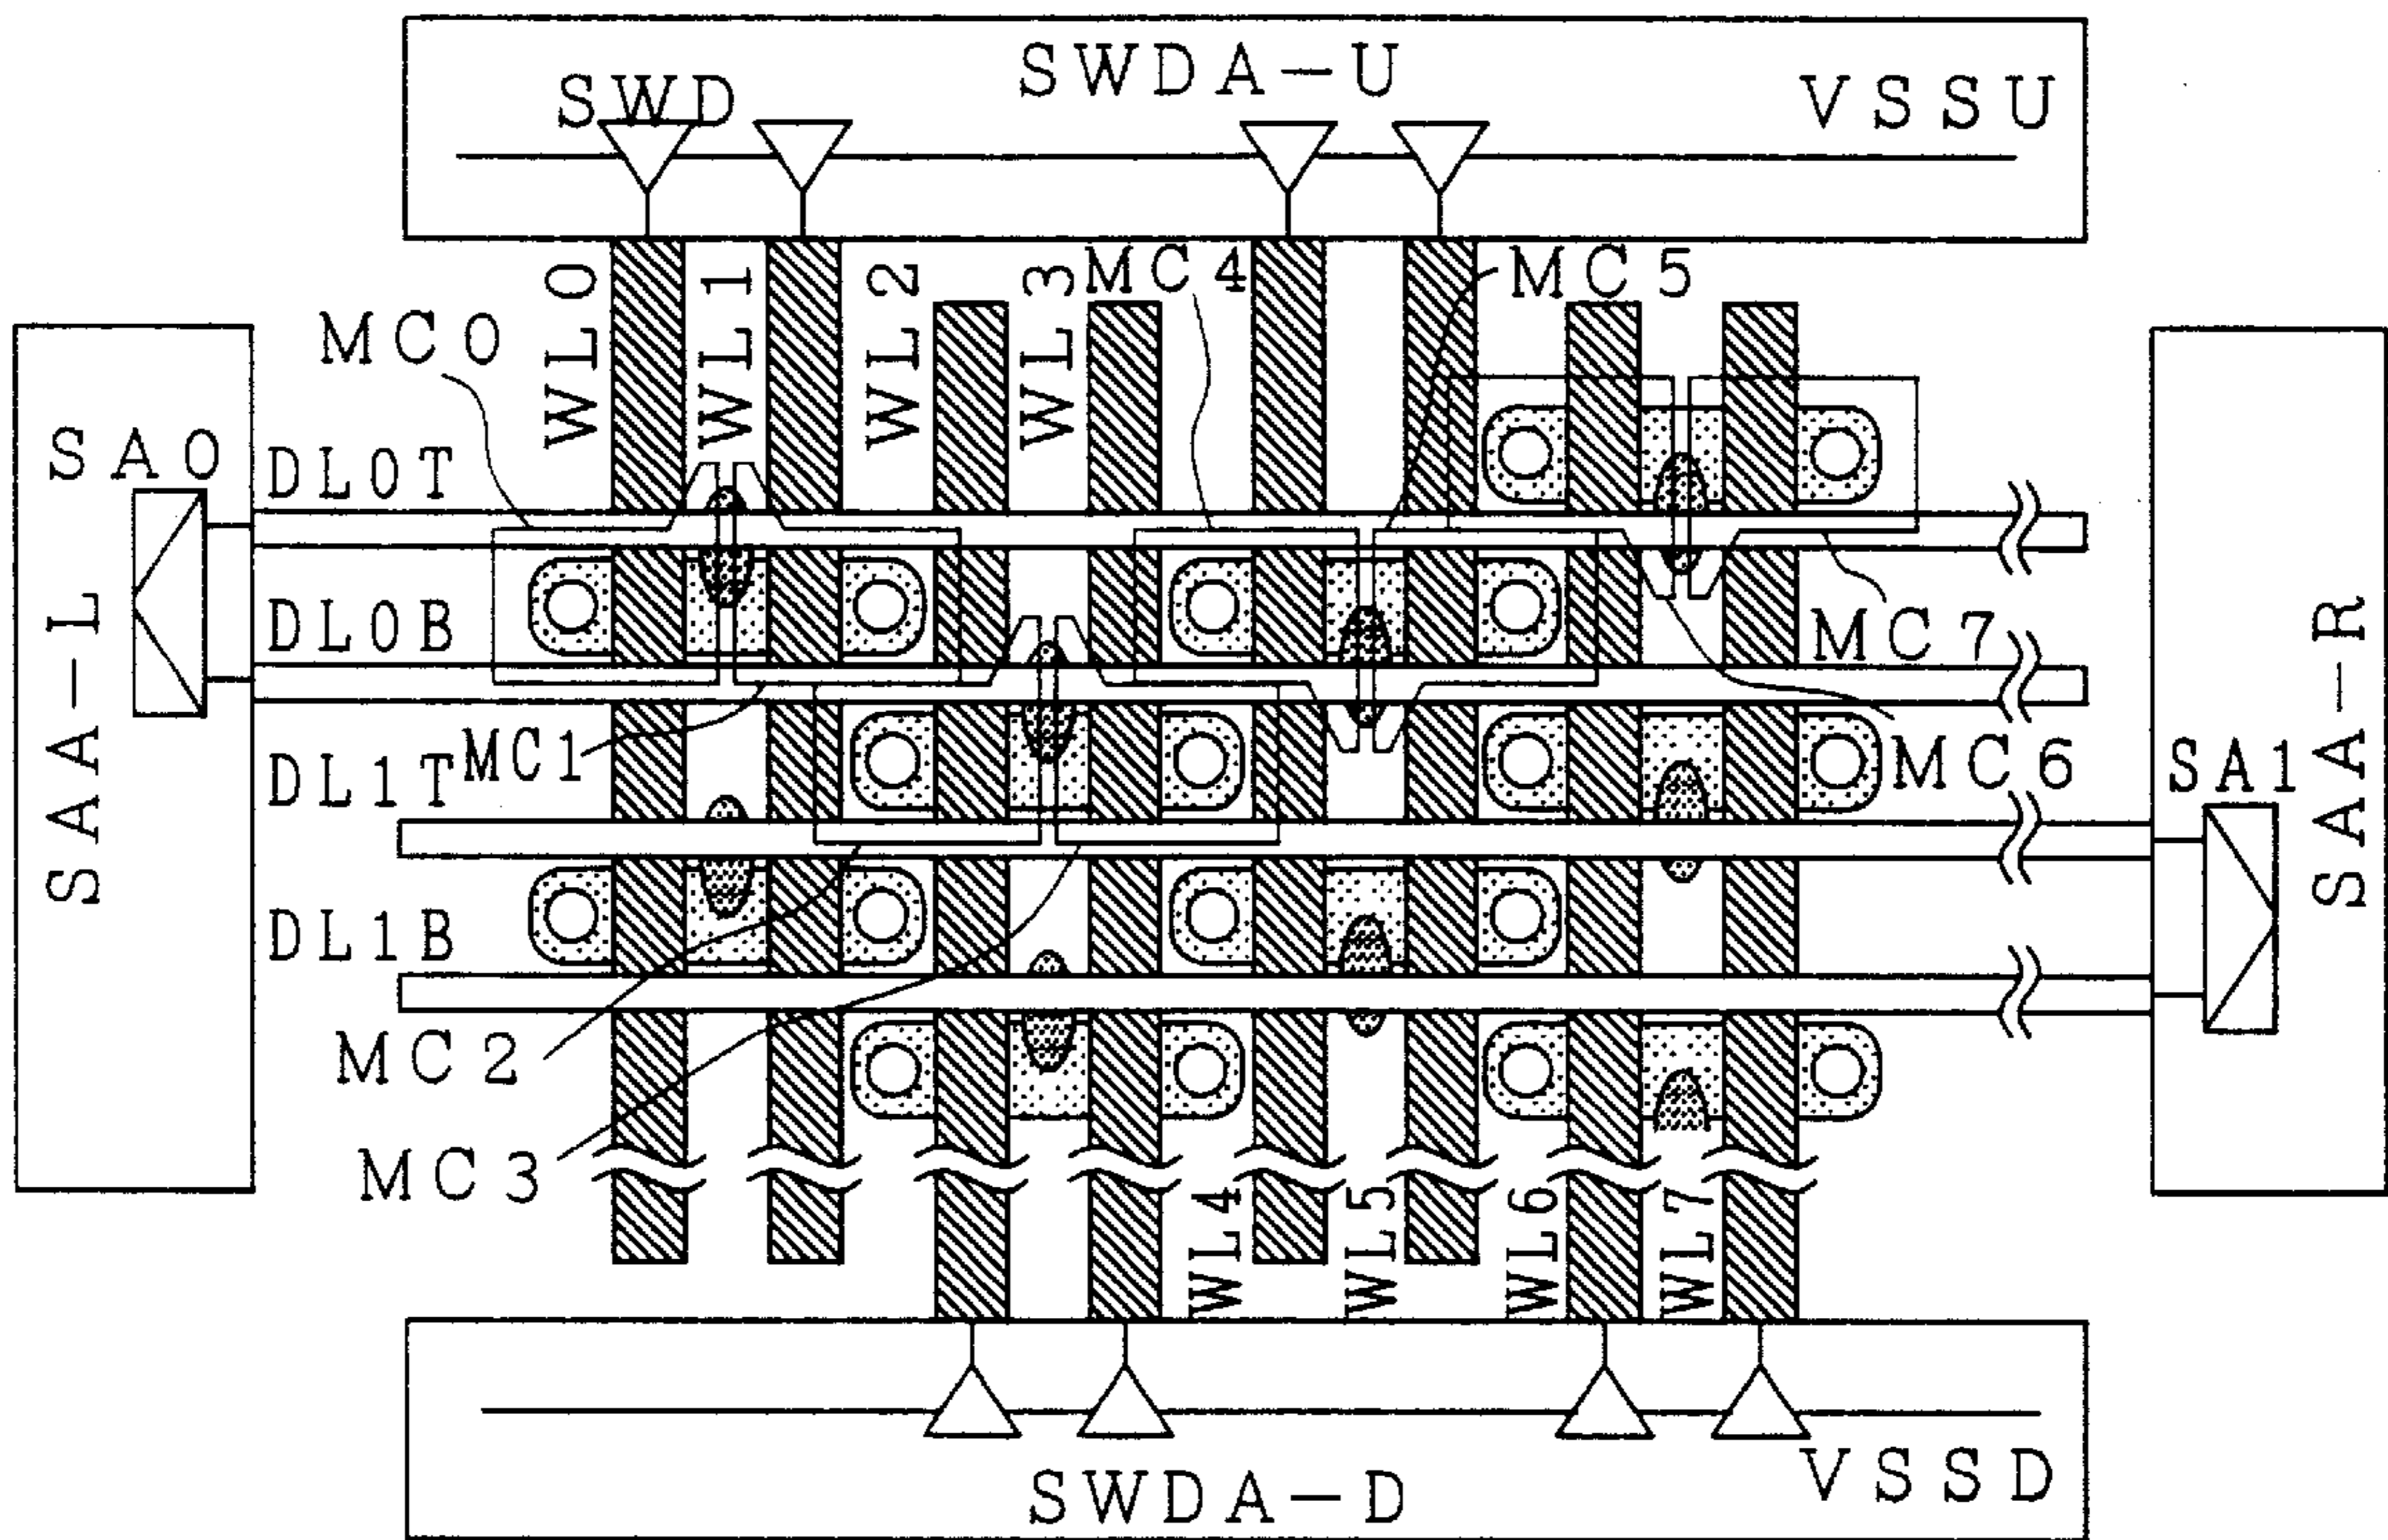 SWDA-U
SWD
VSSU
WL0
WL1
WL2
WL3
MC4
MC5
MC0
SAA-L
SA0
DL0T
DL0B
MC7
SAA-R
MC1
DL1T
MC6
SA1
DL1B
MC2
MC3
WL4
WL5
WL6
WL7
VSSD
SWDA-D